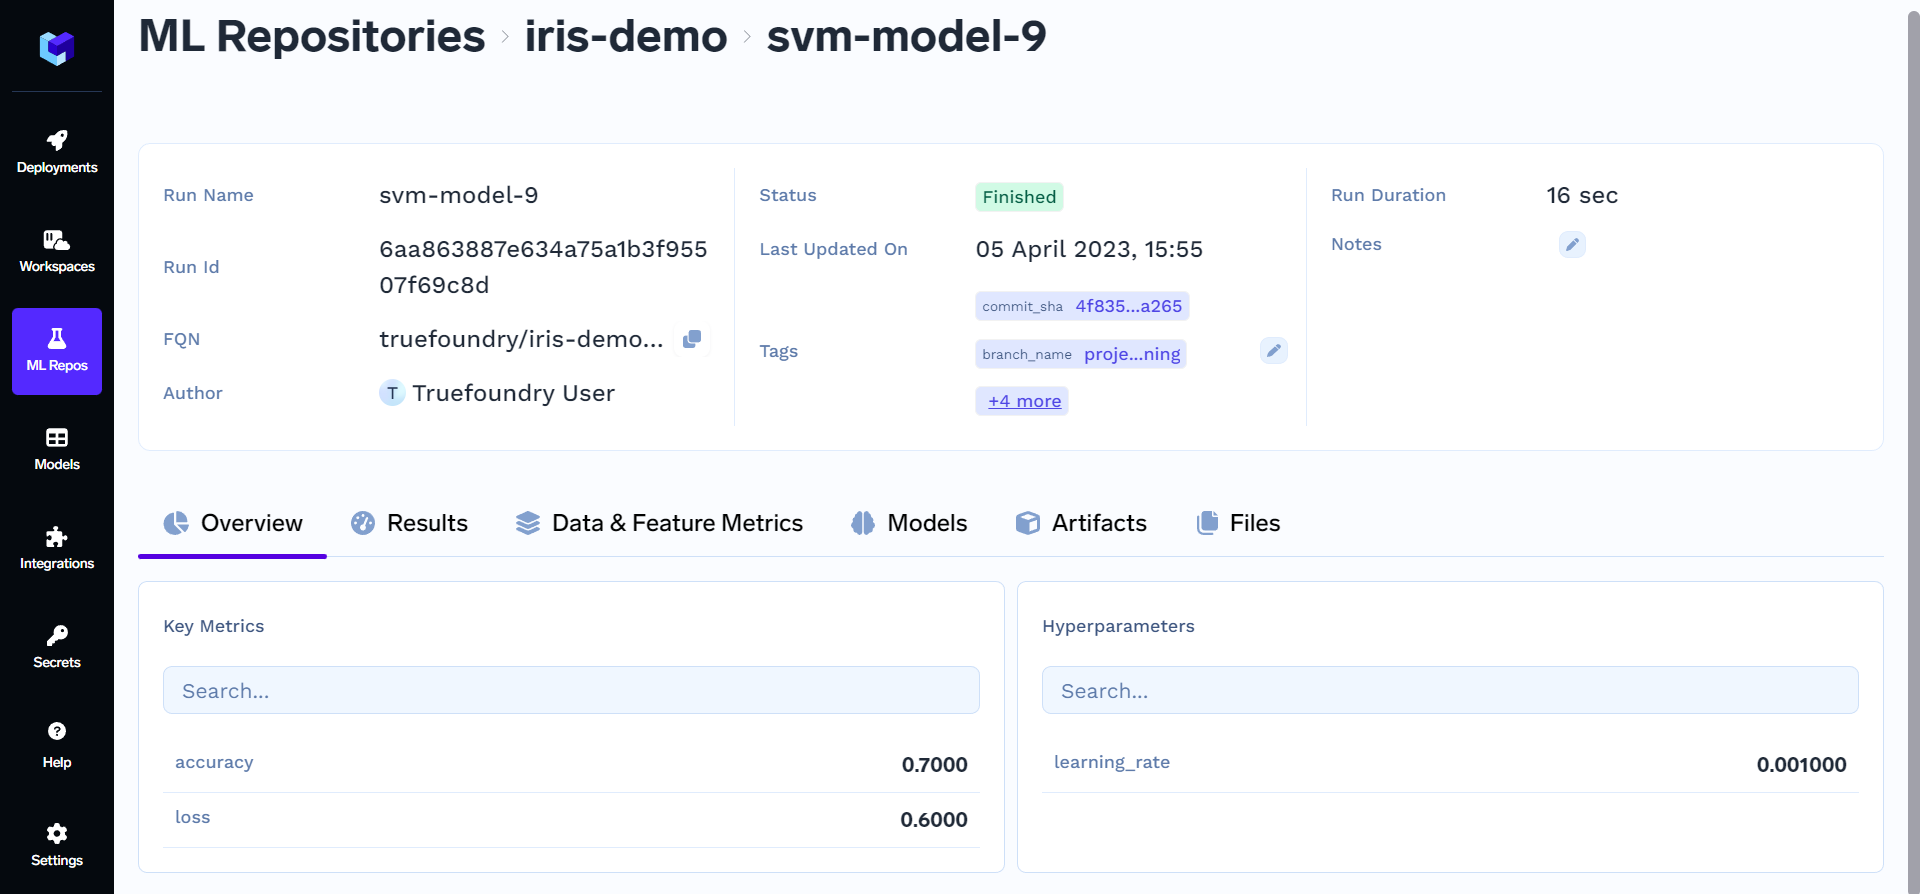 ML Repositories > iris-demo > svm-model-9
Deployments
Workspaces
ML Repos
Models
Integrations
Secrets
? Help
Settings
Run Name svm-model-9
Run Id 6aa863887e634a75a1b3f955
07f69c8d
FQN truefoundry/iris-demo...
Author T Truefoundry User
Status Finished
Last Updated On 05 April 2023, 15:55
Tags
commit_sha 4f835...a265
branch_name proje...ning
+4 more
Run Duration 16 sec
Notes
Overview Results Data & Feature Metrics Models Artifacts Files
Key Metrics
Search...
accuracy 0.7000
loss 0.6000
Hyperparameters
Search...
learning_rate 0.001000